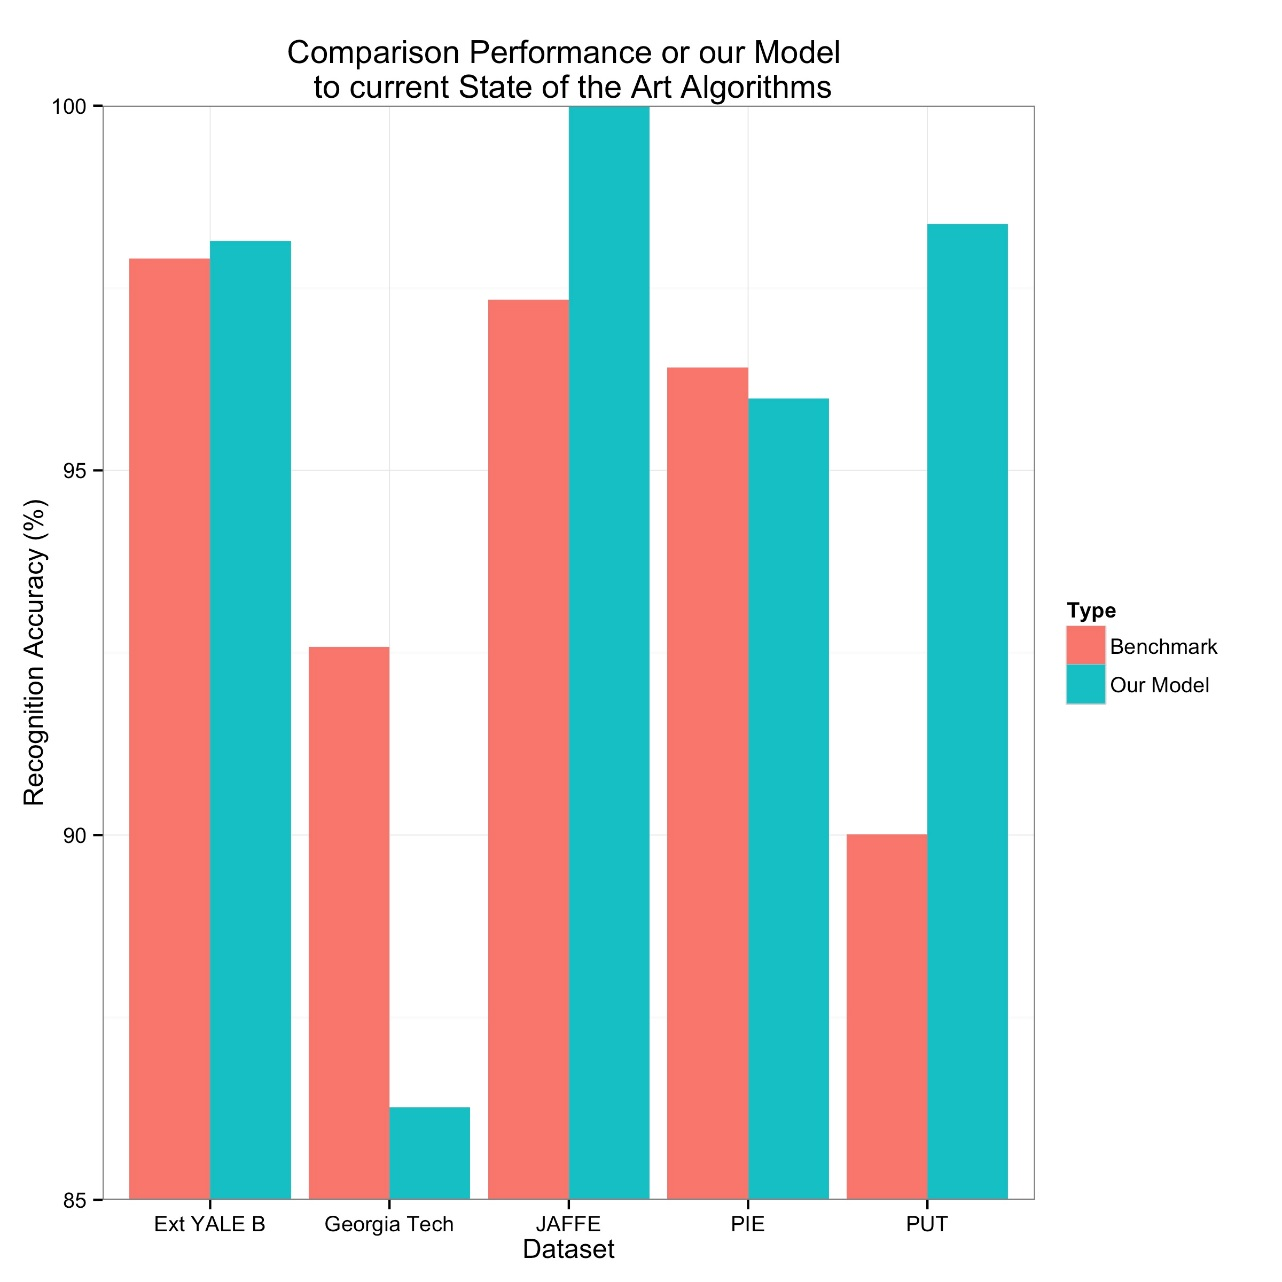 Comparison Performance or our Model
to current State of the Art Algorithms
100
95
90
85
Recognition Accuracy (%)
Ext YALE B
Georgia Tech
JAFFE
PIE
PUT
Dataset
Type
Benchmark
Our Model